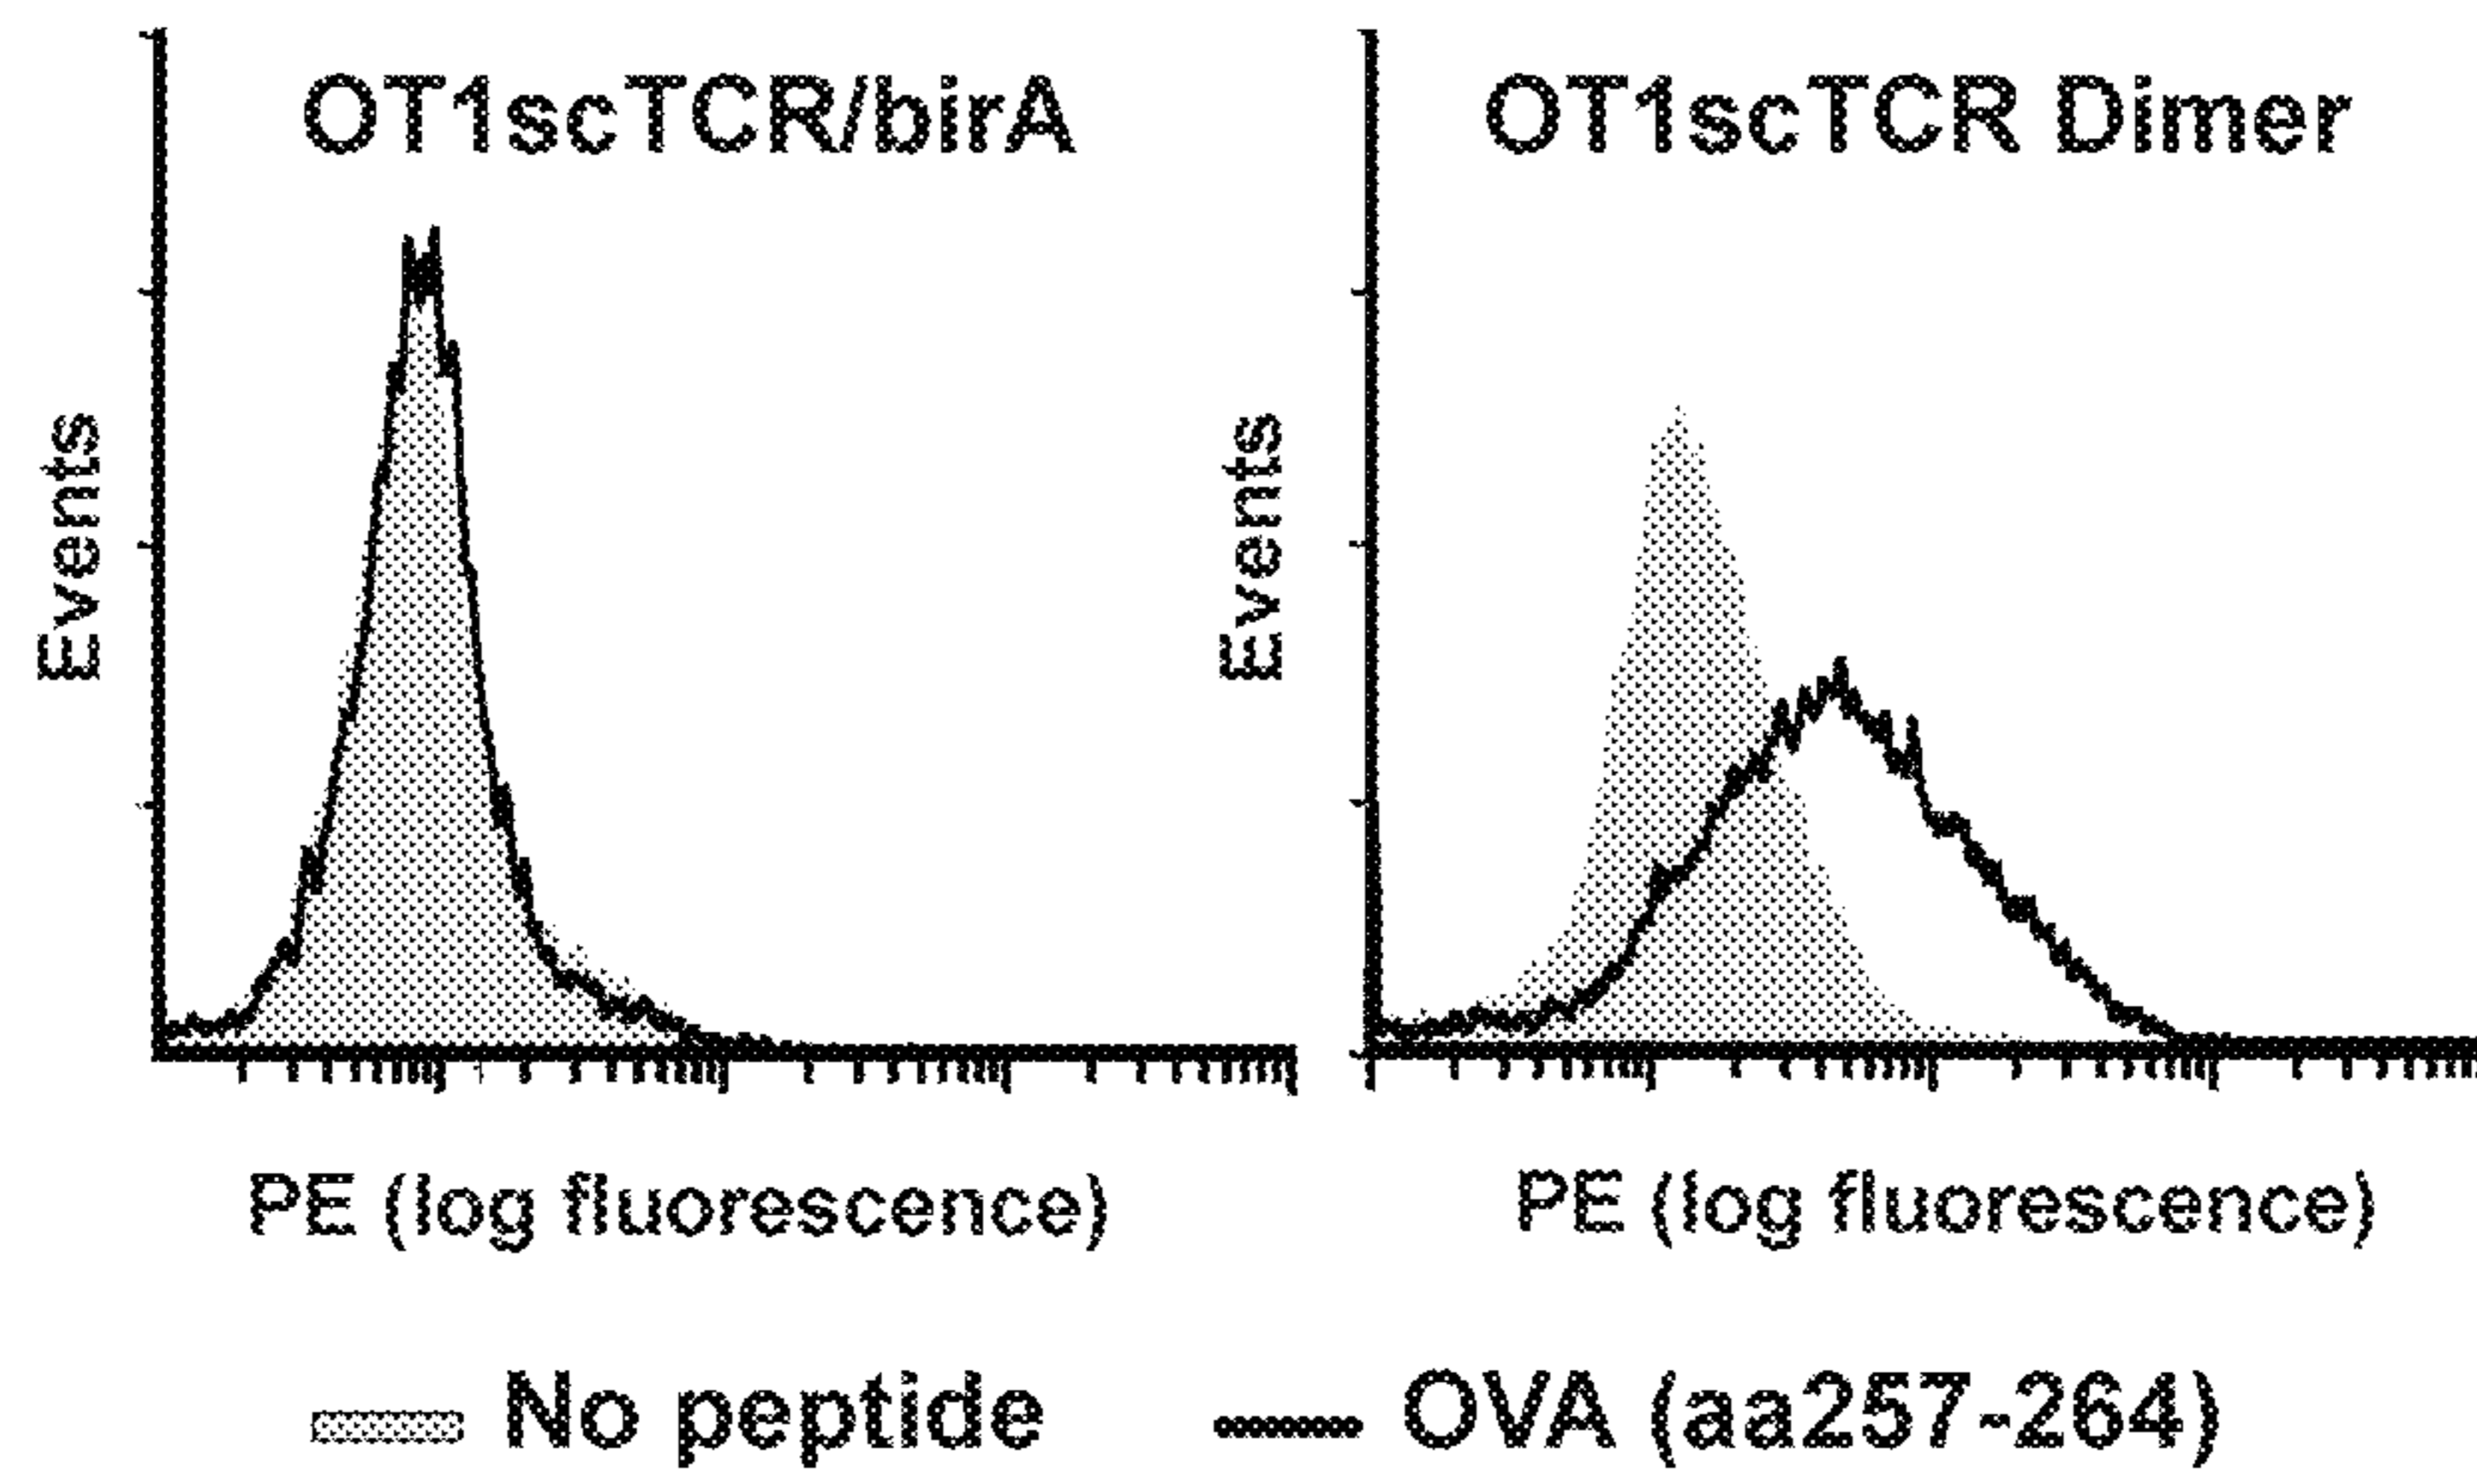 OT1scTCR/birA
OT1scTCR Dimer
Events
Events
PE (log fluorescence)
PE (log fluorescence)
No peptide
OVA (aa257-264)